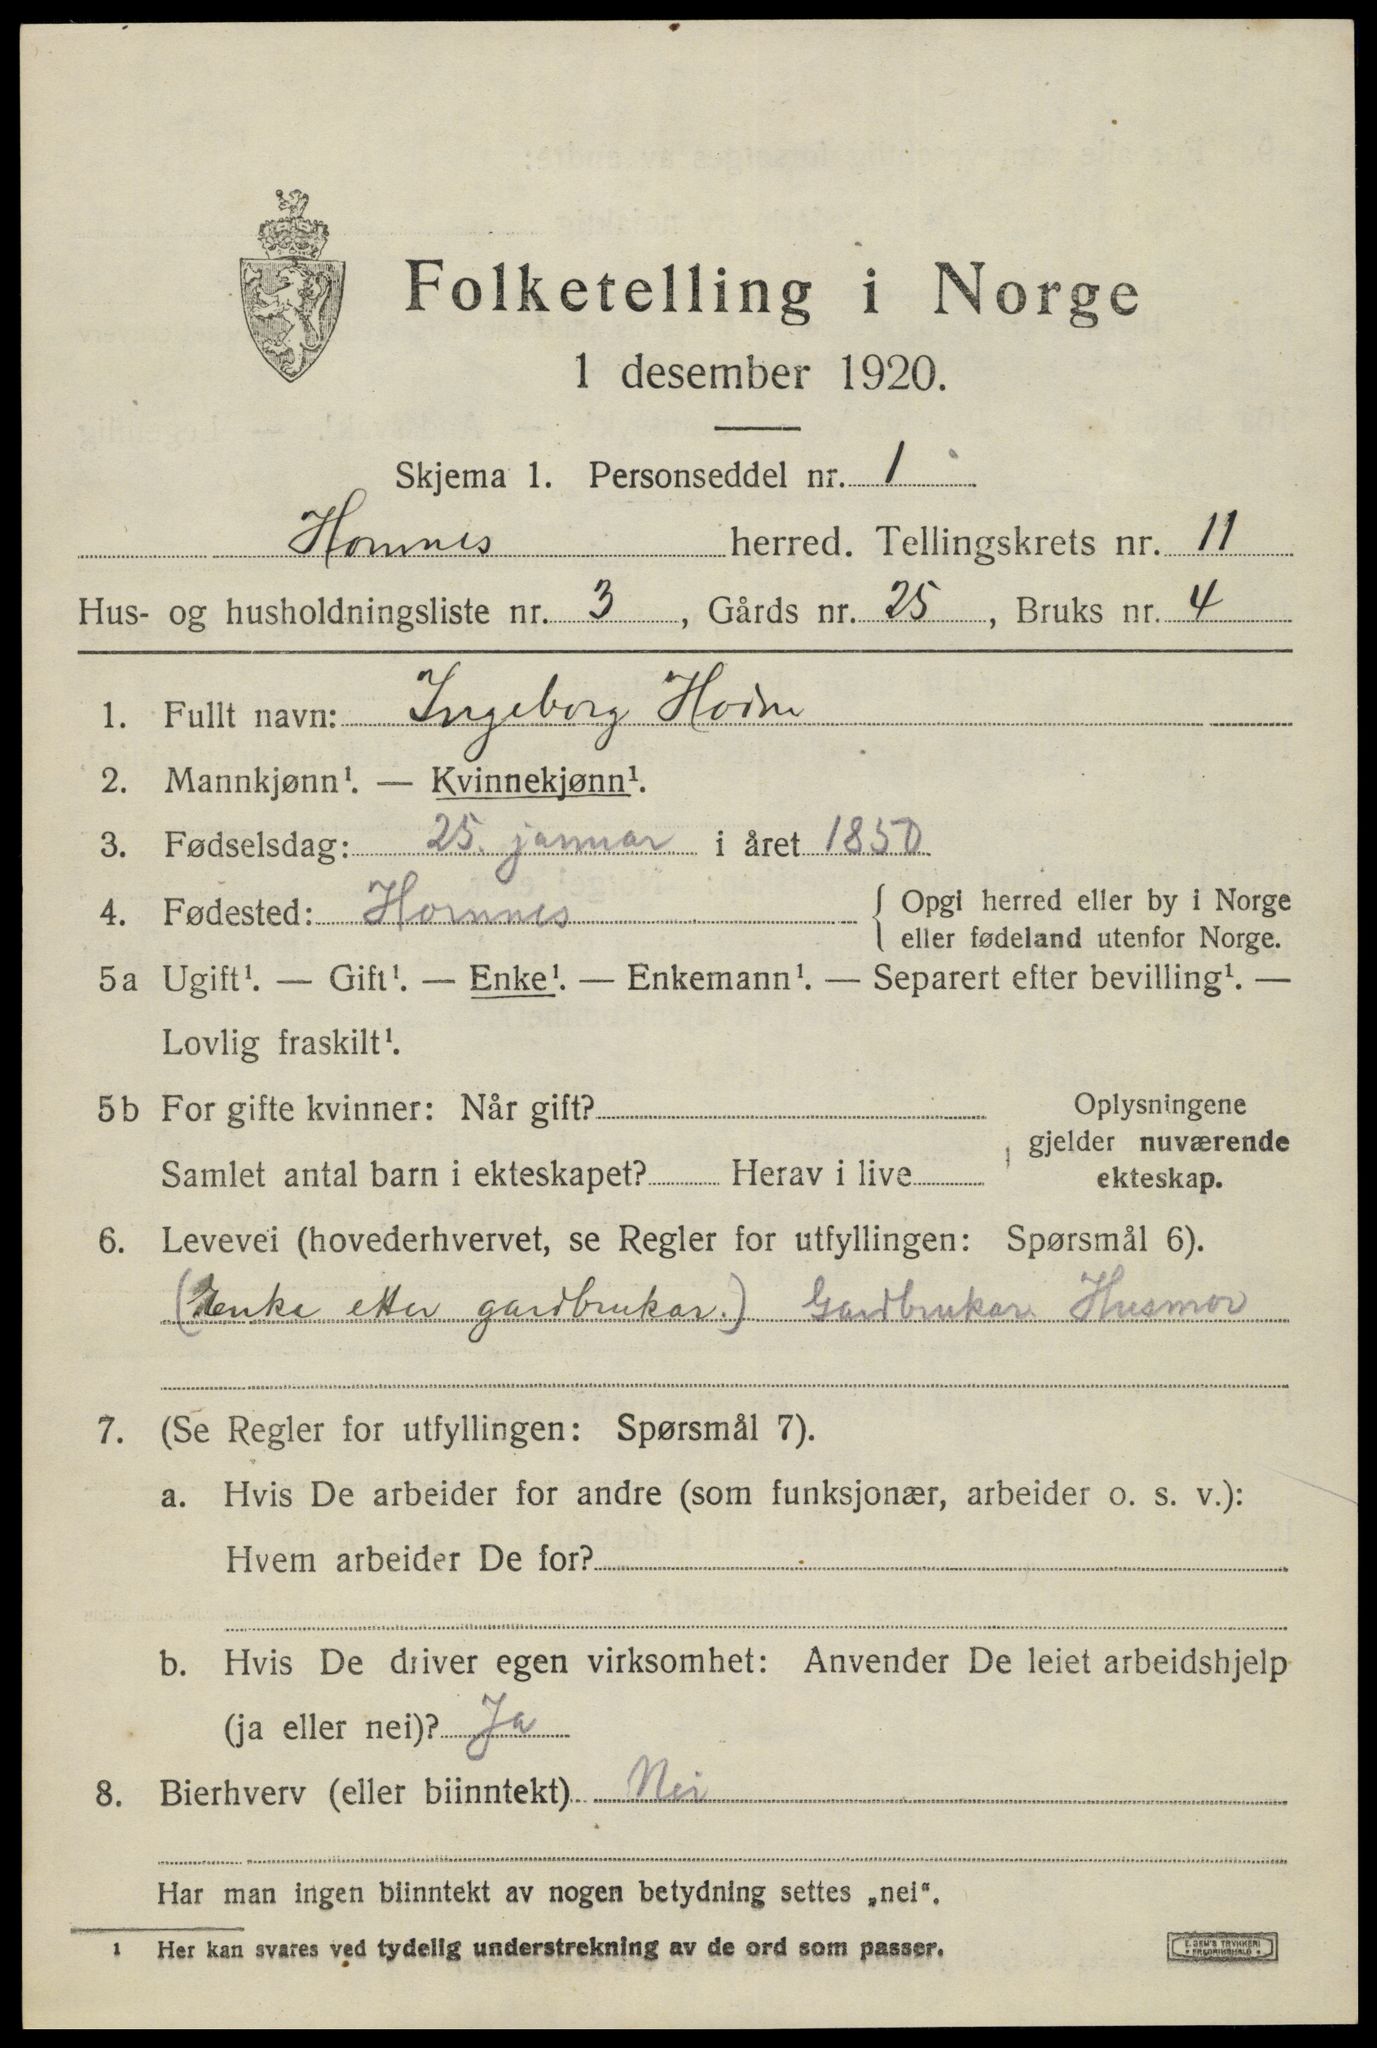 Folketelling i Norge
1 desember 1920.
Skjema 1. Personseddel nr. 1
Hornnes herred. Tellingskrets nr. 11
Hus- og husholdningsliste nr. 3, Gårds nr. 25, Bruks nr. 4
1. Fullt navn: Ingeborg Hodne
2. Mannkjønn¹. — Kvinnekjønn¹.
3. Fødselsdag: 25. januar i året 1850
4. Fødested: Hornnes { Opgi herred eller by i Norge
eller fødeland utenfor Norge.
5a Ugift¹. — Gift¹. — Enke¹. — Enkemann¹. — Separert efter bevilling¹. —
Lovlig fraskilt¹.
5b For gifte kvinner: Når gift? Oplysningene
gjelder nuværende
Samlet antal barn i ekteskapet? Herav i live ekteskap.
6. Levevei (hovederhvervet, se Regler for utfyllingen: Spørsmål 6).
(enke etter gardbrukar.) Gardbrukar. Husmor
7. (Se Regler for utfyllingen: Spørsmål 7).
a. Hvis De arbeider for andre (som funksjonær, arbeider o. s. v.):
Hvem arbeider De for?
b. Hvis De driver egen virksomhet: Anvender De leiet arbeidshjelp
(ja eller nei)? Ja
8. Bierhverv (eller biinntekt) Nei
Har man ingen biinntekt av nogen betydning settes „nei“.
1 Her kan svares ved tydelig understrekning av de ord som passer.
E. SEM'S TRYKKERI
FREDRIKSHALD